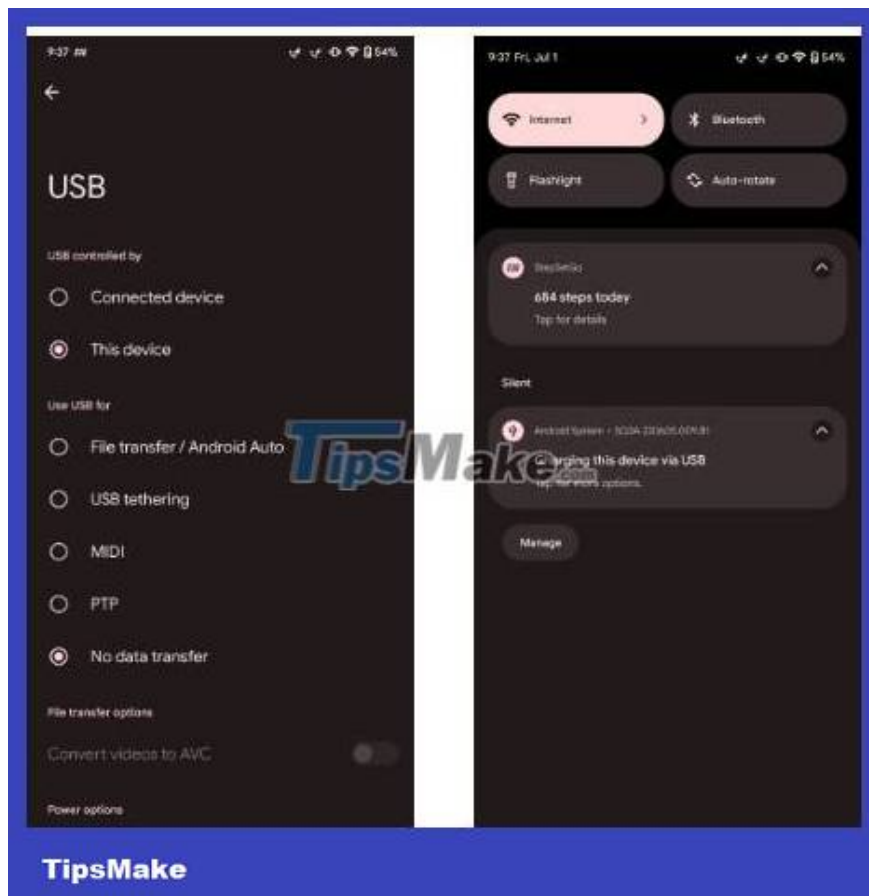 9:37
54%
USB
USB controlled by
Connected device
This device
Use USB for
File transfer / Android Auto
USB tethering
MIDI
PTP
No data transfer
File transfer options
Convert videos to AVC
Power options
9:37 Fri, Jul 1
54%
Internet
Bluetooth
Flashlight
Auto-rotate
StepSetGo
684 steps today
Tap for details
Silent
Android System •
Charging this device via USB
Tap for more options.
Manage
TipsMake.com
TipsMake